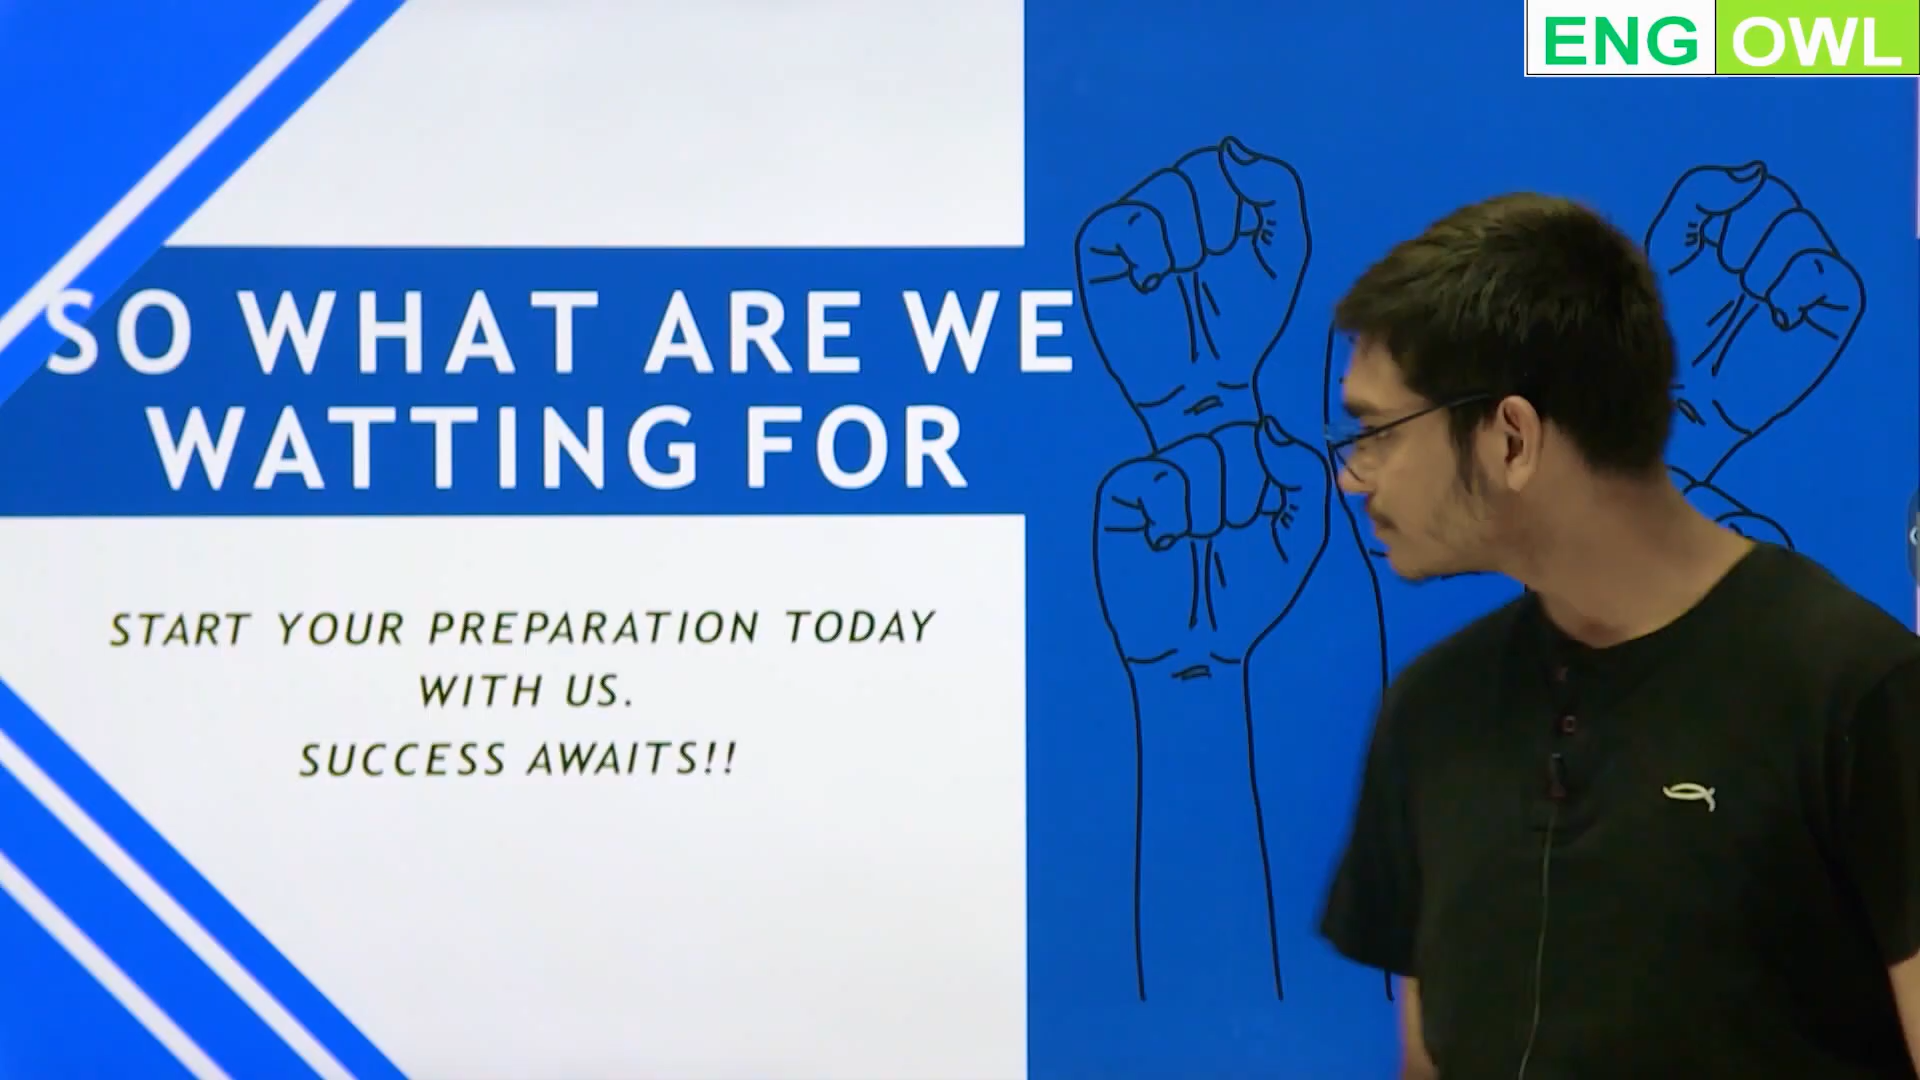 ENG OWL
SO WHAT ARE WE
WATTING FOR
START YOUR PREPARATION TODAY
WITH US.
SUCCESS AWAITS!!